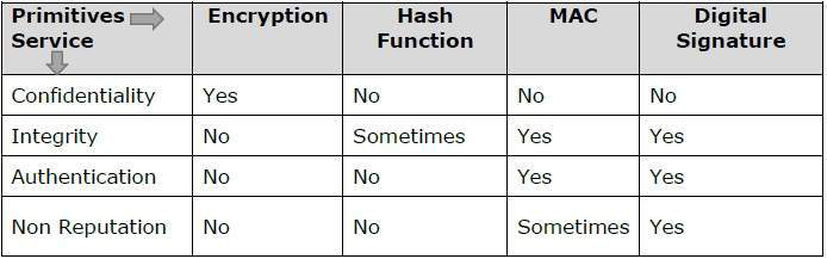 Primitives Encryption Hash MAC Digital
Service Function Signature
Confidentiality Yes No No No
Integrity No Sometimes Yes Yes
Authentication No No Yes Yes
Non Reputation No No Sometimes Yes